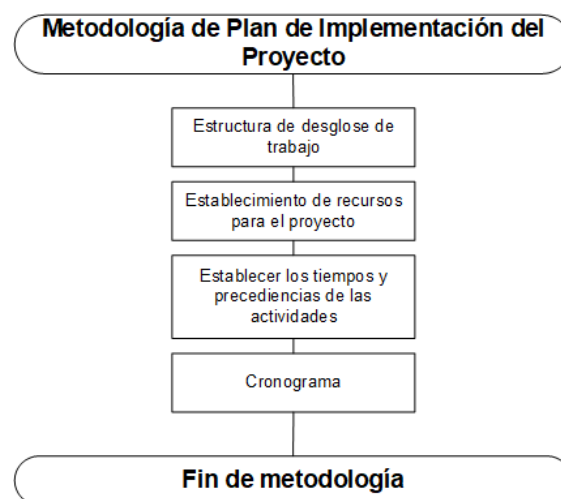 Metodología de Plan de Implementación del
Proyecto
Estructura de desglose de
trabajo
Establecimiento de recursos
para el proyecto
Establecer los tiempos y
precediencias de las
actividades
Cronograma
Fin de metodología